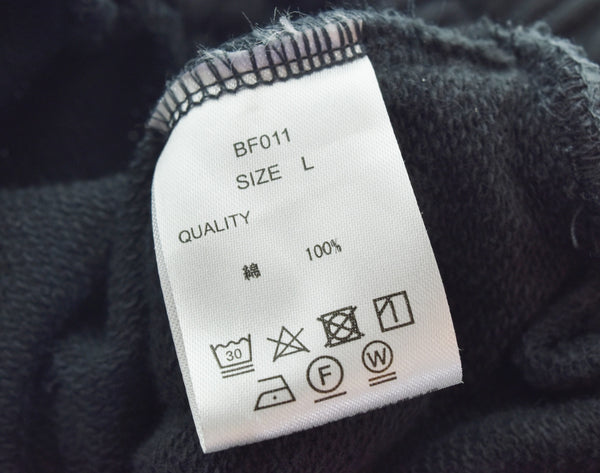 BF011
SIZE L
QUALITY
綿 100%
30
F W